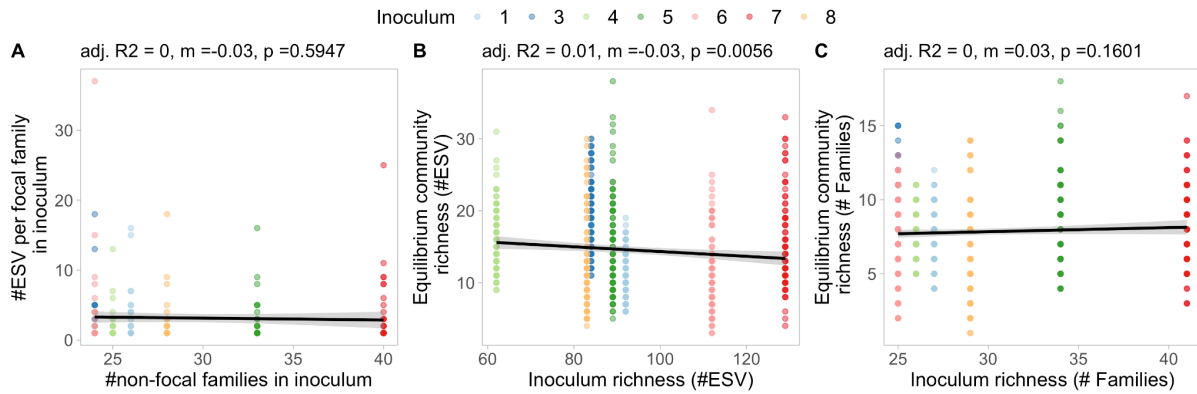 Inoculum 1 3 4 5 6 7 8
A
adj. R2 = 0, m =-0.03, p =0.5947
#ESV per focal family
in inoculum
30
20
10
0
25 30 35 40
#non-focal families in inoculum
B
adj. R2 = 0.01, m =-0.03, p =0.0056
Equilibrium community
richness (#ESV)
30
20
10
60 80 100 120
Inoculum richness (#ESV)
C
adj. R2 = 0, m =0.03, p =0.1601
Equilibrium community
richness (# Families)
15
10
5
25 30 35 40
Inoculum richness (# Families)